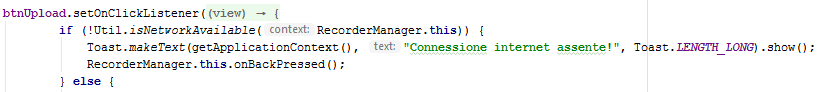 btnUpload.setOnClickListener((view) → {
if (!Util.isNetworkAvailable( context: RecorderManager.this)) {
Toast.makeText(getApplicationContext(), text: "Connessione internet assente!", Toast.LENGTH_LONG).show();
RecorderManager.this.onBackPressed();
} else {